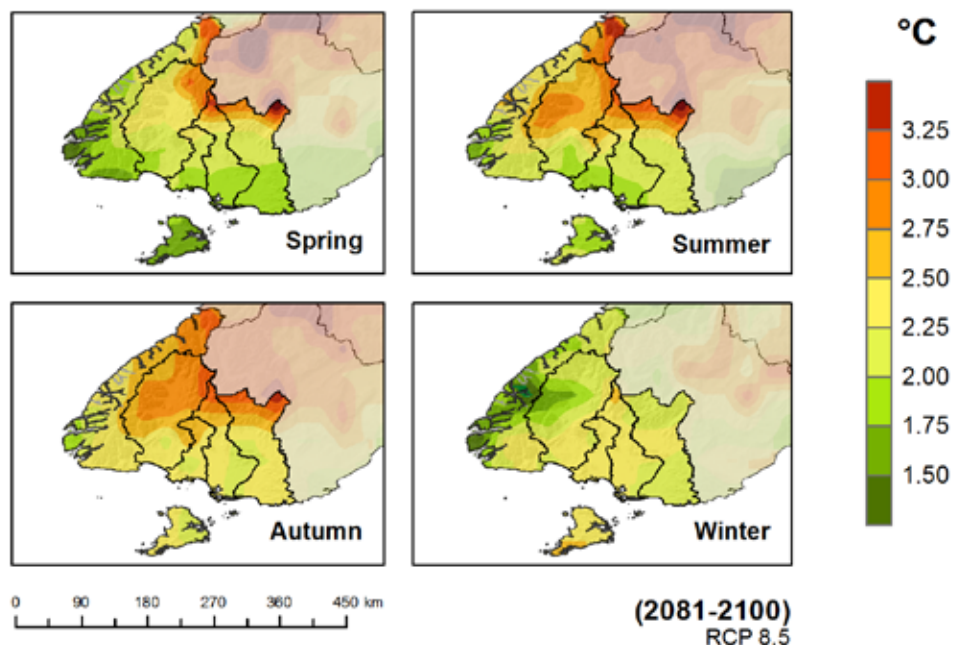 °C
Spring
Summer
3.25
3.00
2.75
2.50
2.25
2.00
1.75
1.50
Autumn
Winter
0 90 180 270 360 450 km
(2081-2100)
RCP 8.5